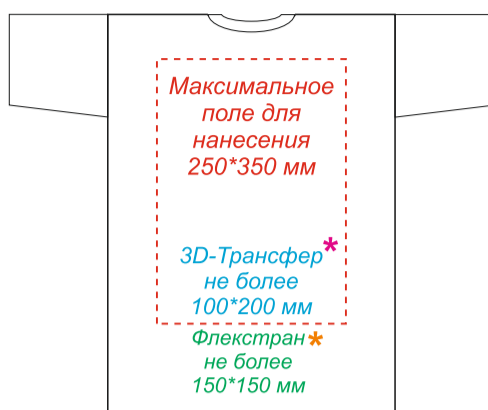 Максимальное
поле для
нанесения
250*350 мм
3D-Трансфер*
не более
100*200 мм
Флекстран*
не более
150*150 мм